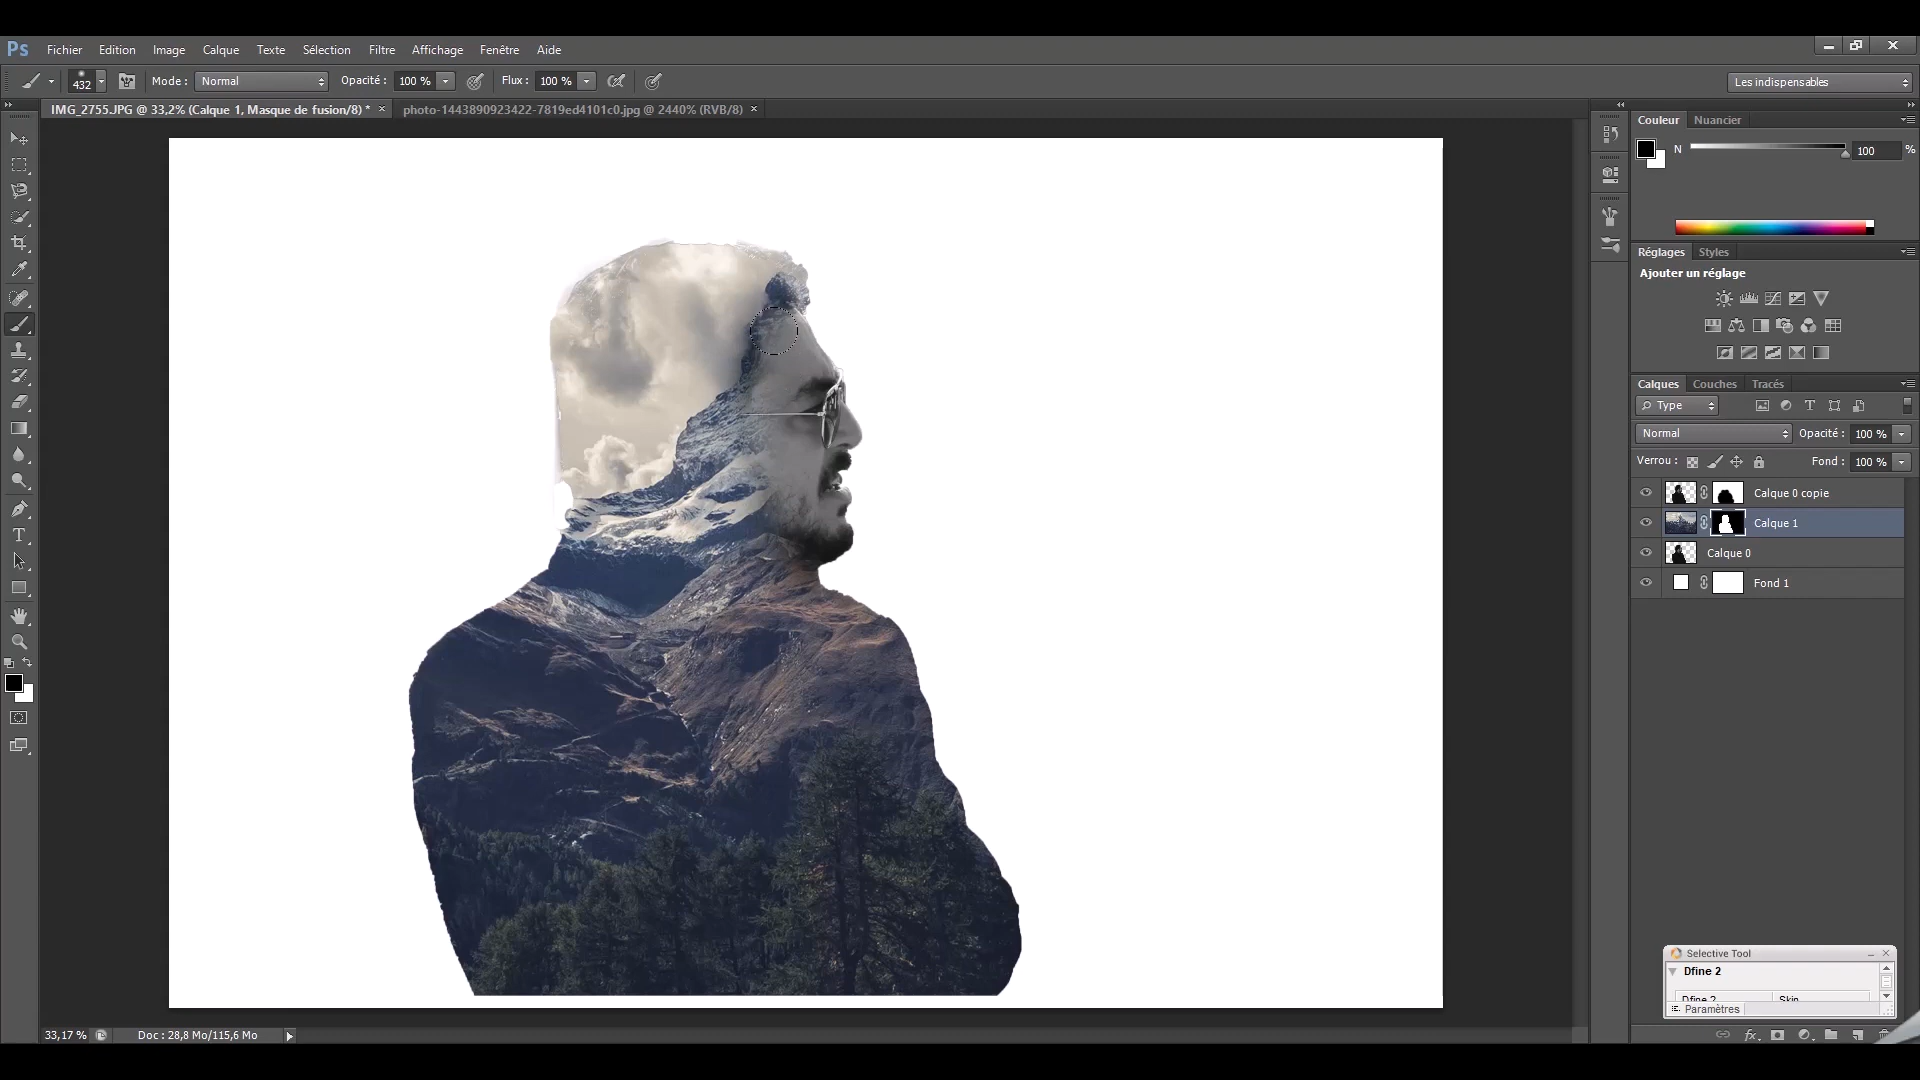 Ps Fichier Edition Image Calque Texte Sélection Filtre Affichage Fenêtre Aide
432 Mode : Normal Opacité : 100 % Flux : 100 % Les indispensables
IMG_2755.JPG @ 33,2% (Calque 1, Masque de fusion/8) * × photo-1443890923422-7819ed4101c0.jpg @ 2440% (RVB/8) ×
Couleur Nuancier
N 100 %
Réglages Styles
Ajouter un réglage
Calques Couches Tracés
Type
Normal Opacité : 100 %
Verrou : Fond : 100 %
Calque 0 copie
Calque 1
Calque 0
Fond 1
Selective Tool
Dfine 2
Dfine 2 Skin
Paramètres
33,17 % Doc : 28,8 Mo/115,6 Mo